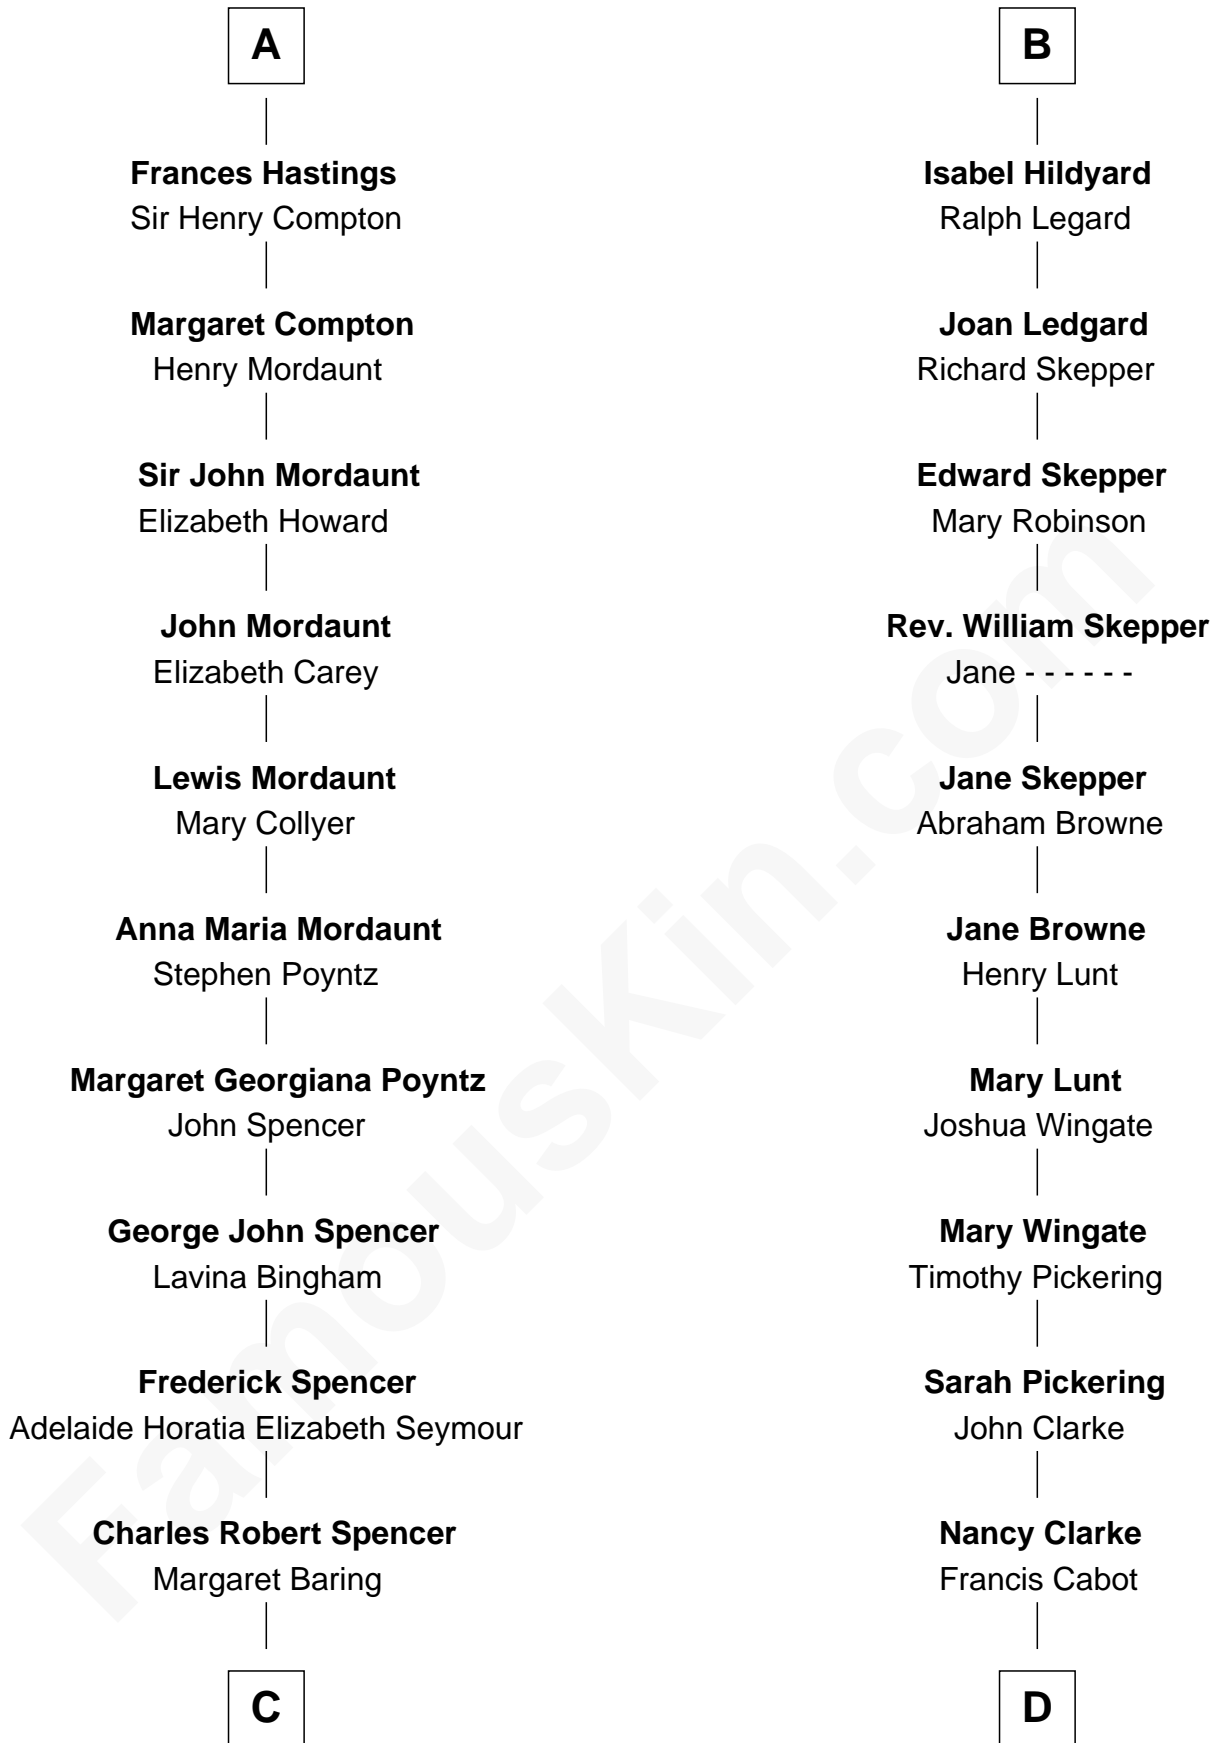 A
Frances Hastings
Sir Henry Compton
Margaret Compton
Henry Mordaunt
Sir John Mordaunt
Elizabeth Howard
John Mordaunt
Elizabeth Carey
Lewis Mordaunt
Mary Collyer
Anna Maria Mordaunt
Stephen Poyntz
Margaret Georgiana Poyntz
John Spencer
George John Spencer
Lavina Bingham
Frederick Spencer
Adelaide Horatia Elizabeth Seymour
Charles Robert Spencer
Margaret Baring
C
B
Isabel Hildyard
Ralph Legard
Joan Ledgard
Richard Skepper
Edward Skepper
Mary Robinson
Rev. William Skepper
Jane - - - - - -
Jane Skepper
Abraham Browne
Jane Browne
Henry Lunt
Mary Lunt
Joshua Wingate
Mary Wingate
Timothy Pickering
Sarah Pickering
John Clarke
Nancy Clarke
Francis Cabot
D
FamousKin.com